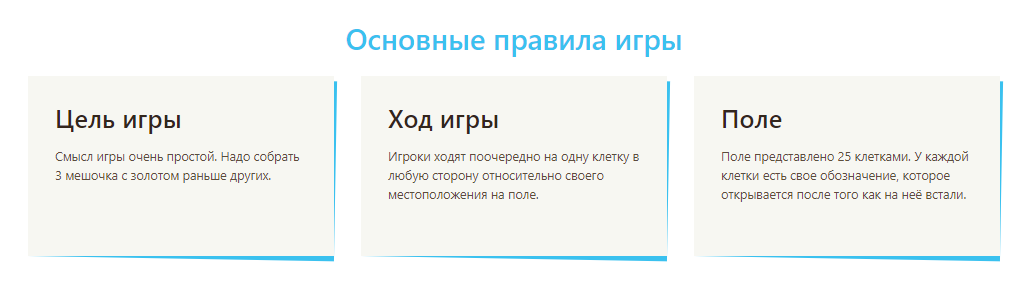 Основные правила игры
Цель игры
Смысл игры очень простой. Надо собрать
3 мешочка с золотом раньше других.
Ход игры
Игроки ходят поочередно на одну клетку в
любую сторону относительно своего
местоположения на поле.
Поле
Поле представлено 25 клетками. У каждой
клетки есть свое обозначение, которое
открывается после того как на неё встали.